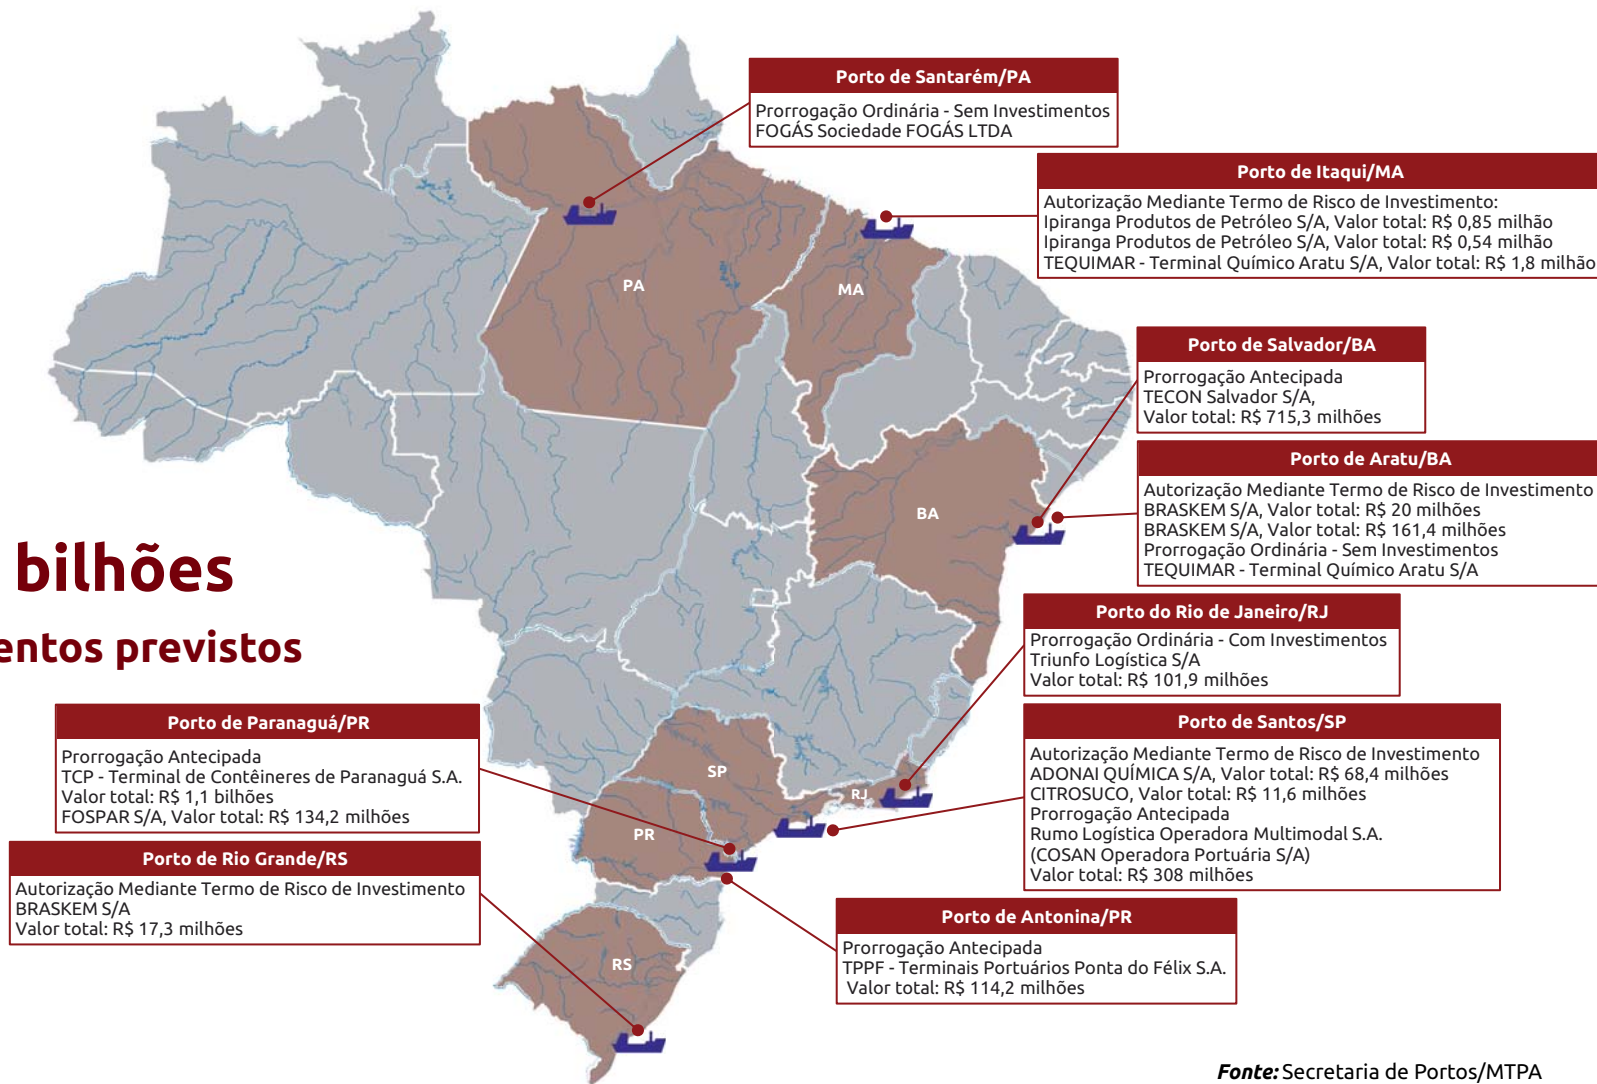 Porto de Santarém/PA
Prorrogação Ordinária - Sem Investimentos
FOGÁS Sociedade FOGÁS LTDA
Porto de Itaqui/MA
Autorização Mediante Termo de Risco de Investimento:
Ipiranga Produtos de Petróleo S/A, Valor total: R$ 0,85 milhão
Ipiranga Produtos de Petróleo S/A, Valor total: R$ 0,54 milhão
TEQUIMAR - Terminal Químico Aratu S/A, Valor total: R$ 1,8 milhão
PA
MA
Porto de Salvador/BA
Prorrogação Antecipada
TECON Salvador S/A,
Valor total: R$ 715,3 milhões
Porto de Aratu/BA
Autorização Mediante Termo de Risco de Investimento
BRASKEM S/A, Valor total: R$ 20 milhões
BRASKEM S/A, Valor total: R$ 161,4 milhões
Prorrogação Ordinária - Sem Investimentos
TEQUIMAR - Terminal Químico Aratu S/A
BA
bilhões
entos previstos
Porto do Rio de Janeiro/RJ
Prorrogação Ordinária - Com Investimentos
Triunfo Logística S/A
Valor total: R$ 101,9 milhões
Porto de Paranaguá/PR
Prorrogação Antecipada
TCP - Terminal de Contêineres de Paranaguá S.A.
Valor total: R$ 1,1 bilhões
FOSPAR S/A, Valor total: R$ 134,2 milhões
SP
RJ
PR
Porto de Santos/SP
Autorização Mediante Termo de Risco de Investimento
ADONAI QUÍMICA S/A, Valor total: R$ 68,4 milhões
CITROSUCO, Valor total: R$ 11,6 milhões
Prorrogação Antecipada
Rumo Logística Operadora Multimodal S.A.
(COSAN Operadora Portuária S/A)
Valor total: R$ 308 milhões
Porto de Rio Grande/RS
Autorização Mediante Termo de Risco de Investimento
BRASKEM S/A
Valor total: R$ 17,3 milhões
Porto de Antonina/PR
Prorrogação Antecipada
TPPF - Terminais Portuários Ponta do Félix S.A.
Valor total: R$ 114,2 milhões
RS
Fonte: Secretaria de Portos/MTPA